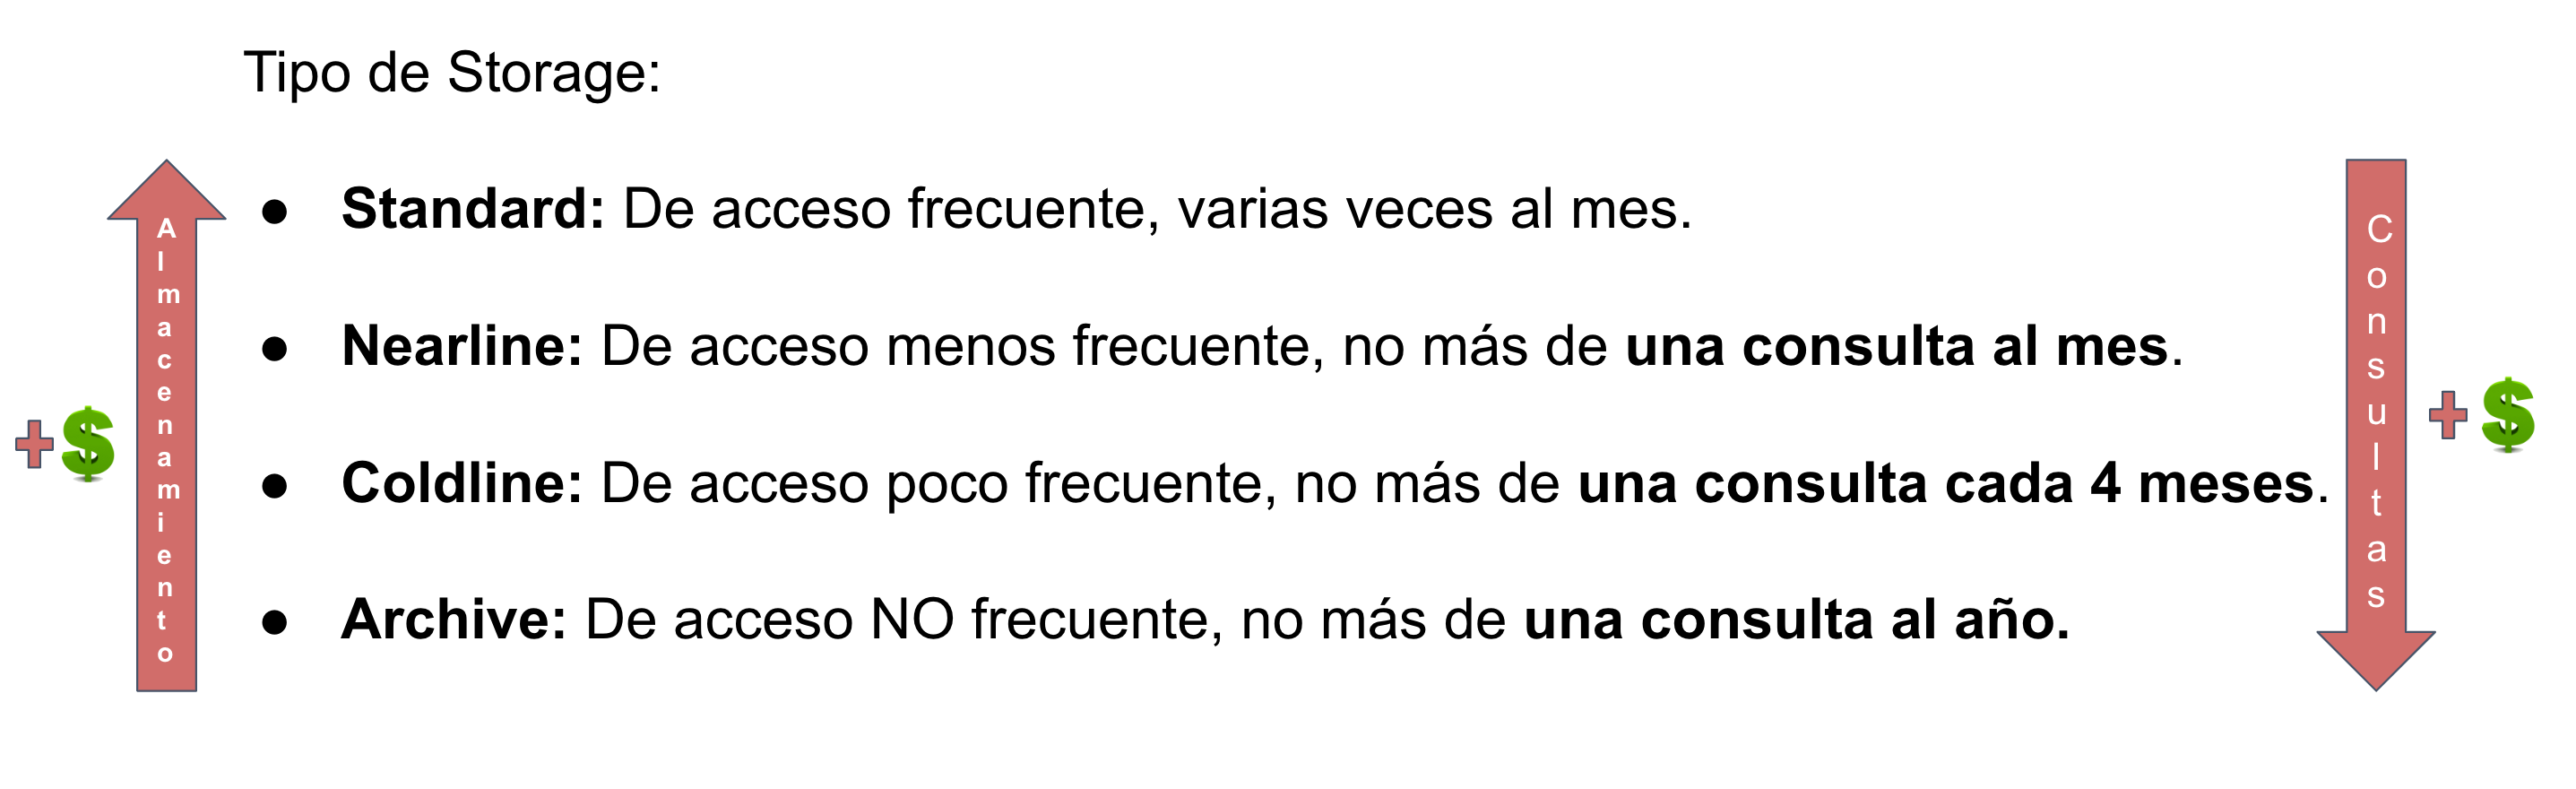 Tipo de Storage:
● Standard: De acceso frecuente, varias veces al mes.
● Nearline: De acceso menos frecuente, no más de una consulta al mes.
● Coldline: De acceso poco frecuente, no más de una consulta cada 4 meses.
● Archive: De acceso NO frecuente, no más de una consulta al año.
Almacenamiento
+$
Consultas
+$